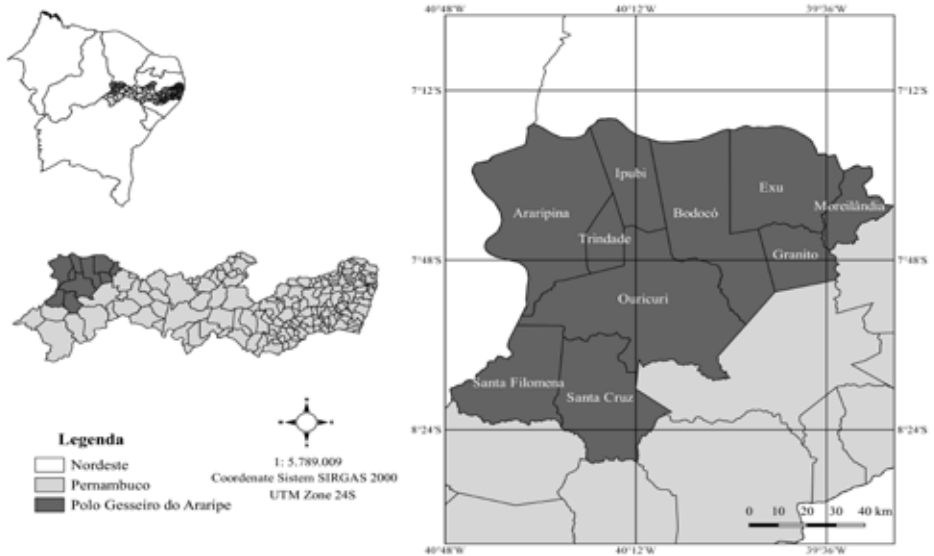 40°48'W 40°12'W 39°36'W
7°12'S 7°12'S
Ipubi
Exu
Araripina
Bodocó
Moreilândia
Trindade
Granito
7°48'S 7°48'S
Ouricuri
Santa Filomena
Santa Cruz
8°24'S 8°24'S
0 10 20 30 40 km
40°48'W 40°12'W 39°36'W
Legenda
Nordeste
Pernambuco
Polo Gesseiro do Araripe
1: 5.789.009
Coordenate Sistem SIRGAS 2000
UTM Zone 24S